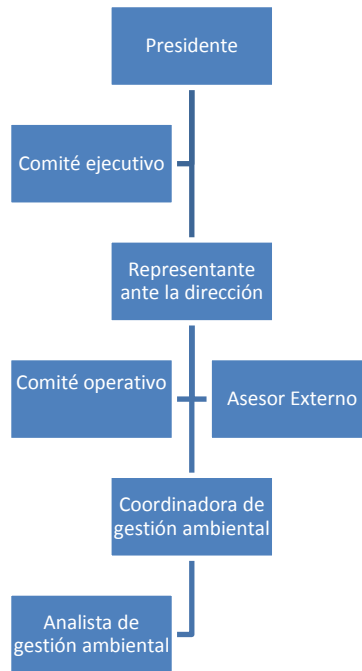 Presidente
Comité ejecutivo
Representante
ante la dirección
Comité operativo
Asesor Externo
Coordinadora de
gestión ambiental
Analista de
gestión ambiental